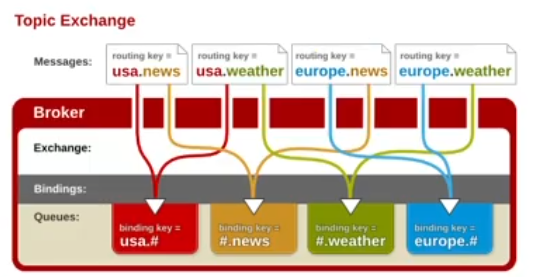 Topic Exchange
Messages:
routing key =
usa.news
routing key =
usa.weather
routing key =
europe.news
routing key =
europe.weather
Broker
Exchange:
Bindings:
Queues:
binding key =
usa.#
binding key =
#.news
binding key =
#.weather
binding key =
europe.#